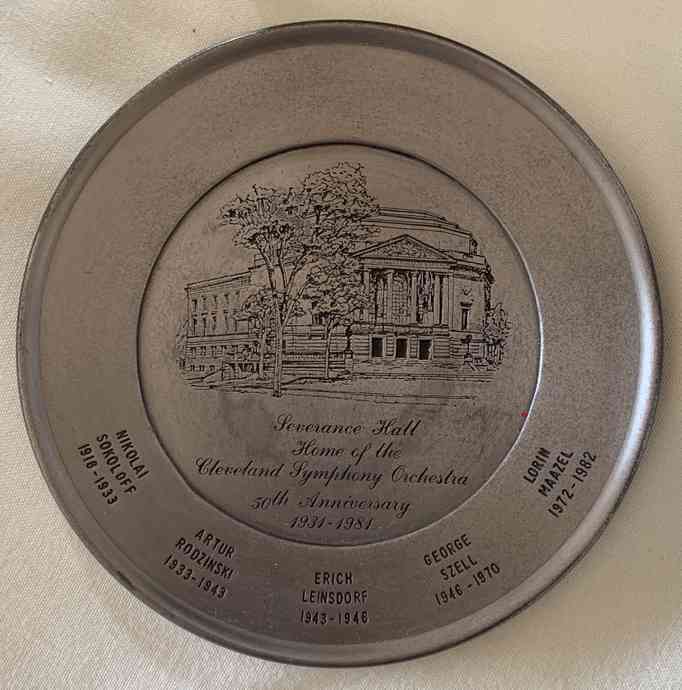 Severance Hall
Home of the
Cleveland Symphony Orchestra
50th Anniversary
1931-1981
NIKOLAI
SOKOLOFF
1918-1933
ARTUR
RODZINSKI
1933-1943
ERICH
LEINSDORF
1943-1946
GEORGE
SZELL
1946-1970
LORIN
MAAZEL
1972-1982